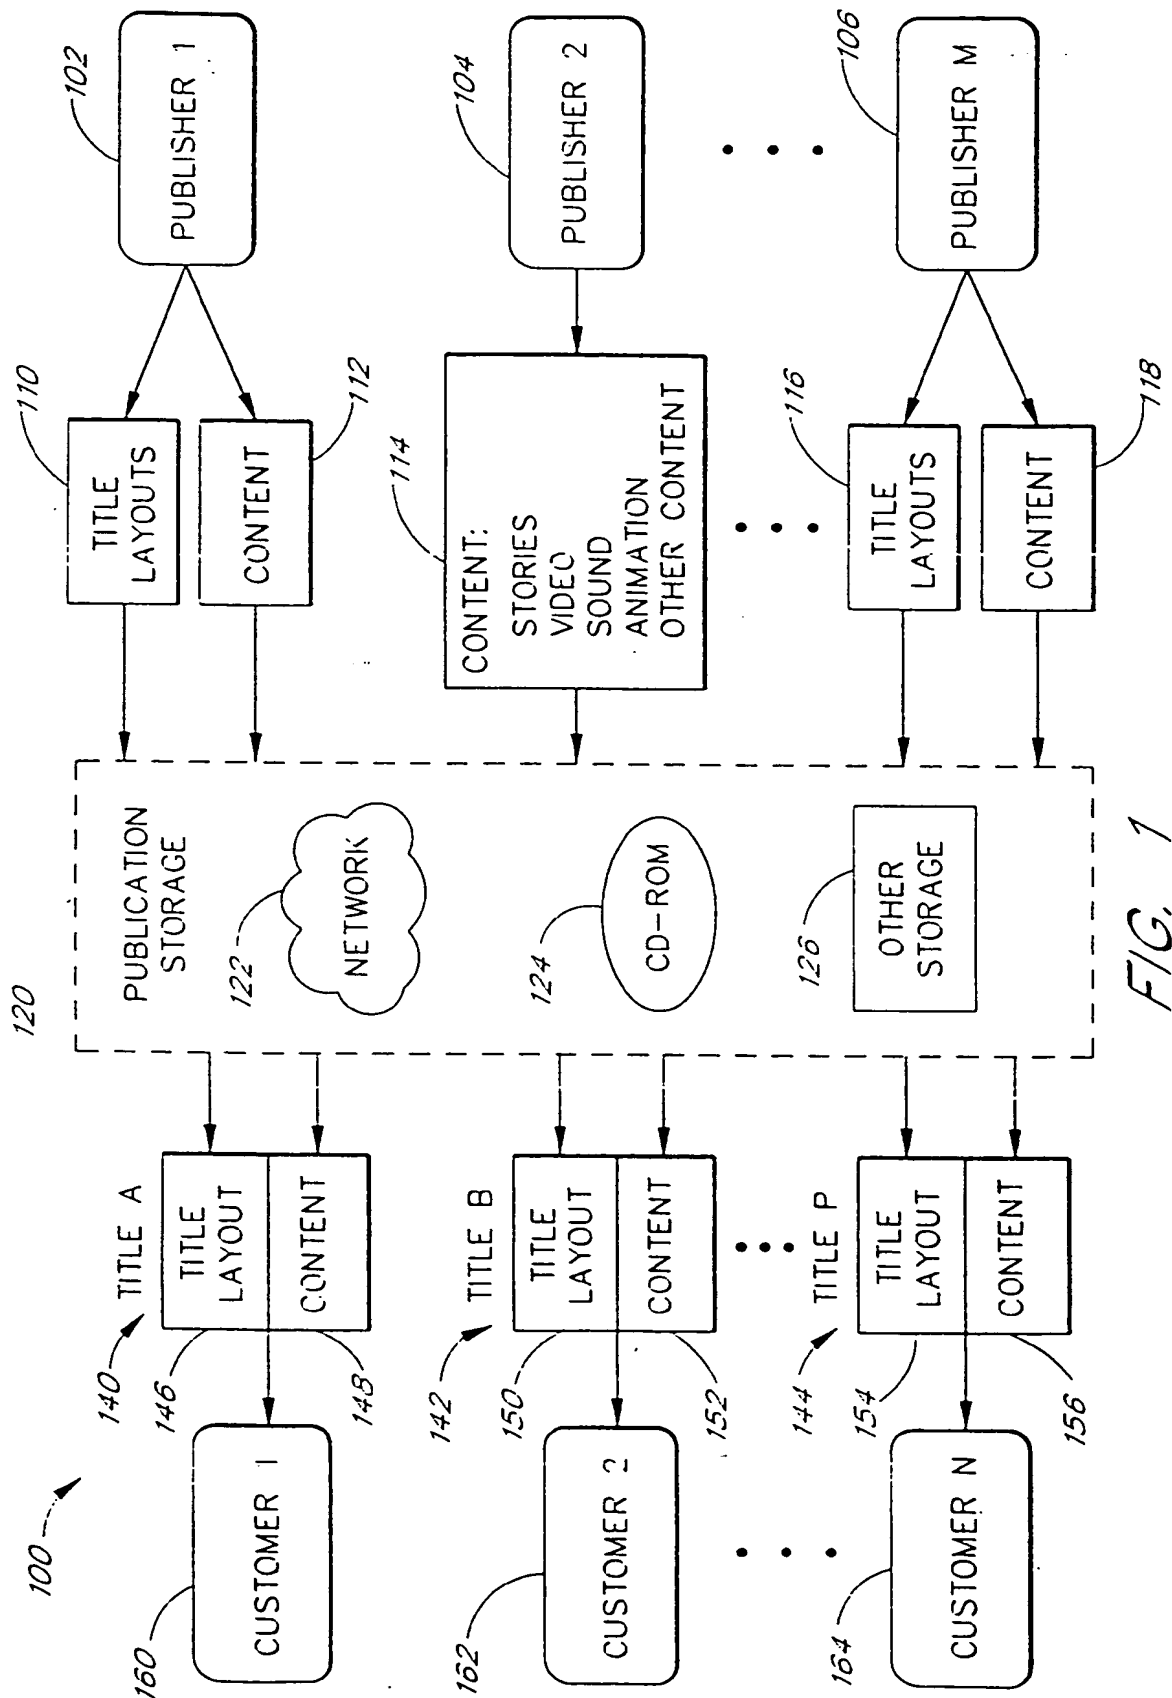 100
160
CUSTOMER 1
140
TITLE A
146
TITLE
LAYOUT
148
CONTENT
162
CUSTOMER 2
142
TITLE B
150
TITLE
LAYOUT
152
CONTENT
164
CUSTOMER N
144
TITLE P
154
TITLE
LAYOUT
156
CONTENT
120
PUBLICATION
STORAGE
122
NETWORK
124
CD-ROM
126
OTHER
STORAGE
110
TITLE
LAYOUTS
112
CONTENT
102
PUBLISHER 1
114
CONTENT:
STORIES
VIDEO
SOUND
ANIMATION
OTHER CONTENT
104
PUBLISHER 2
116
TITLE
LAYOUTS
118
CONTENT
106
PUBLISHER M
FIG. 1